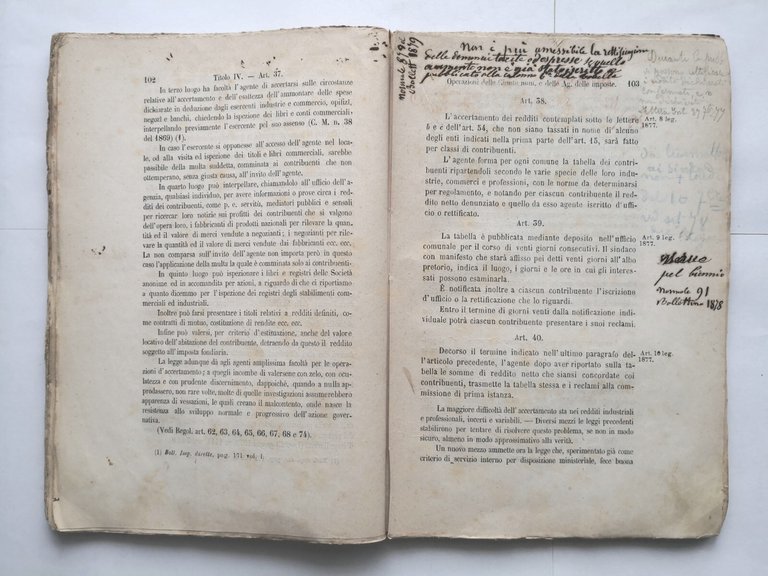 102 Titolo IV. — Art. 37.
In terzo luogo ha facoltà l'agente di accertarsi sulle circostanze
relative all'accertamento e dell'esattezza dell'ammontare delle spese
dichiarate in deduzione dagli esercenti industrie e commercio, opifizi,
negozi e banchi, chiedendo ispezione dei libri e conti commerciali
interpellando previamente l'esercente pel suo assenso (C. M. n. 38
del 1869) (1).
In caso che l'esercente si opponesse all'accesso dell'agente nel locale,
od alla visita ed ispezione dei titoli e libri commerciali, sarebbe
passibile della multa suddetta, comminata ai contribuenti che non
ottemperano, senza giusta causa, all'invito dell'agente.
In quarto luogo può interpellare, chiamandolo all'ufficio dell'agenzia,
qualsiasi individuo, per avere informazioni o prove circa i redditi
dei contribuenti, come p. e. servitù, mediatori pubblici e sensali
per ricercar loro notizie sui profitti dei contribuenti che si valgono
dell'opera loro, i fabbricanti di prodotti nazionali per rilevare la quantità
ed il valore di merci vendute a negozianti; i negozianti per rilevare
la quantità ed il valore di merci vendute dai fabbricanti ecc. ecc.
La non comparsa sull'invito dell'agente non importa però in questo
caso l'applicazione della multa la quale è comminata solo ai contribuenti.
In quinto luogo può ispezionare i libri e registri delle Società
anonime ed in accomandita per azioni, a riguardo di che ci riportiamo
a quanto dicemmo per l'ispezione dei registri degli stabilimenti commerciali
ed industriali.
Inoltre può farsi presentare i titoli relativi a redditi definiti, come
contratti di mutuo, costituzione di rendite ecc. ecc.
Infine può valersi, per criterio d'estimazione, anche del valore
locativo dell'abitazione del contribuente, detraendo da questo il reddito
soggetto all'imposta fondiaria.
La legge adunque dà agli agenti amplissima facoltà per le operazioni
d'accertamento; a quegli incombe di valersene con zelo, con oculatezza
e con prudente discernimento, dappoichè, quando a nulla approdassero,
non rare volte, molto di quelle investigazioni assumerebbero
apparenza di vessazioni, le quali creano il malcontento, onde nasce la
resistenza allo sviluppo normale e progressivo dell'azione governativa.
(Vedi Regol. art. 62, 63, 64, 65, 66, 67, 68 e 74).
(1) Boll. Imp. dirette, pag. 151 vol. 1.
Non è più ammessibile la rettificazione
delle denunzie tacite od espresse se quello
pubblicato
Normale
Bollett 1879
Operazioni delle Giunte mun. e delle Ag. delle imposte. 103
Art. 38.
L'accertamento dei redditi contemplati sotto le lettere
b e c dell'art. 54, che non siano tassati in nome di alcuno
degli enti indicati nella prima parte dell'art. 15, sarà fatto
per classi di contribuenti.
Art. 8 leg.
1877.
L'agente forma per ogni comune la tabella dei contribuenti
ripartendoli secondo le varie specie delle loro industrie,
commerci e professioni, con le norme da determinarsi
per regolamento, e notando per ciascun contribuente il reddito
netto denunziato e quello da esso agente iscritto d'ufficio
o rettificato.
Art. 39.
La tabella è pubblicata mediante deposito nell'ufficio
comunale per il corso di venti giorni consecutivi. Il sindaco
con manifesto che starà affisso pei detti venti giorni all'albo
pretorio, indica il luogo, i giorni e le ore in cui gli interessati
possono esaminarla.
Art. 9 leg.
1877.
È notificata inoltre a ciascun contribuente l'iscrizione
d'ufficio o la rettificazione che lo riguardi.
Entro il termine di giorni venti dalla notificazione individuale
potrà ciascun contribuente presentare i suoi reclami.
pel biennio
Normale 91
Bollettino 1878
Art. 40.
Decorso il termine indicato nell'ultimo paragrafo dell'articolo
precedente, l'agente dopo aver riportato sulla tabella
le somme di reddito netto che siansi concordate coi
contribuenti, trasmette la tabella stessa e i reclami alla commissione
di prima istanza.
Art. 10 leg.
1877.
La maggiore difficoltà dell'accertamento sta nei redditi industriali
e professionali, incerti e variabili. — Diversi mezzi le leggi precedenti
stabilirono per tentare di risolvere questo problema, se non in modo
sicuro, almeno in modo approssimativo alla verità.
Un nuovo mezzo ammette ora la legge che, sperimentato già come
criterio di servizio interno per disposizione ministeriale, fece buona